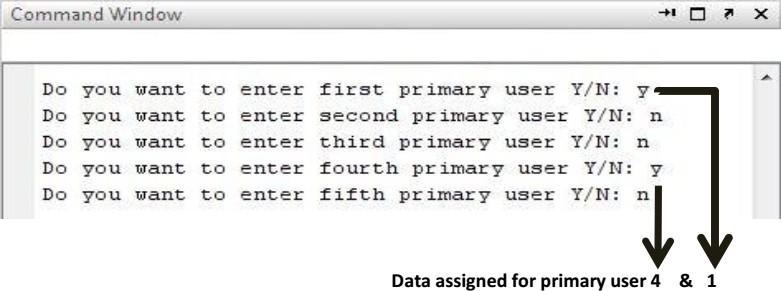 Command Window
Do you want to enter first primary user Y/N: y
Do you want to enter second primary user Y/N: n
Do you want to enter third primary user Y/N: n
Do you want to enter fourth primary user Y/N: y
Do you want to enter fifth primary user Y/N: n
Data assigned for primary user 4 & 1